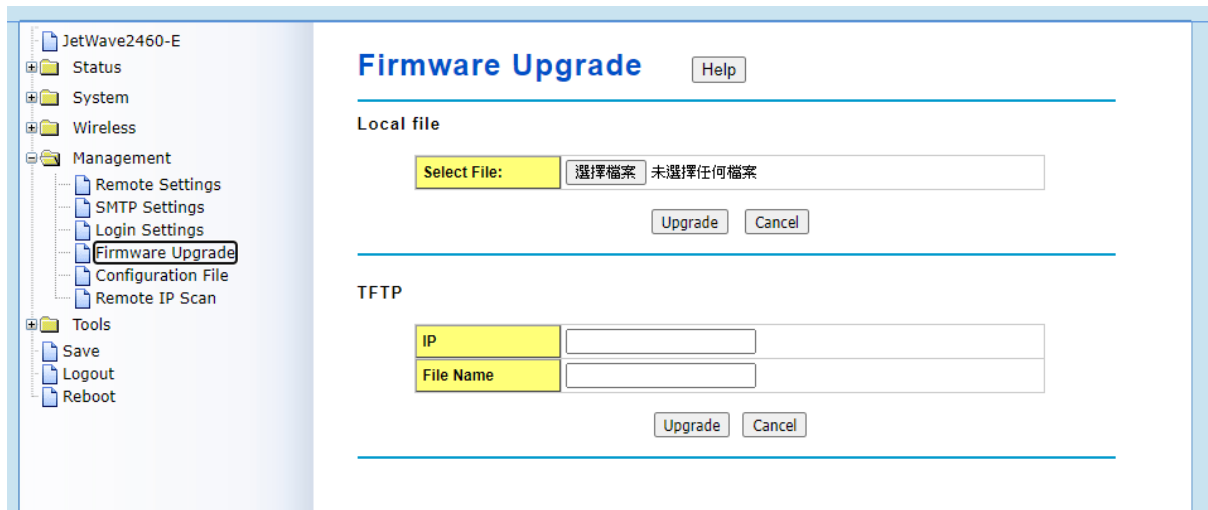 JetWave2460-E
Status
System
Wireless
Management
Remote Settings
SMTP Settings
Login Settings
Firmware Upgrade
Configuration File
Remote IP Scan
Tools
Save
Logout
Reboot
Firmware Upgrade Help
Local file
Select File: 選擇檔案 未選擇任何檔案
Upgrade Cancel
TFTP
IP
File Name
Upgrade Cancel